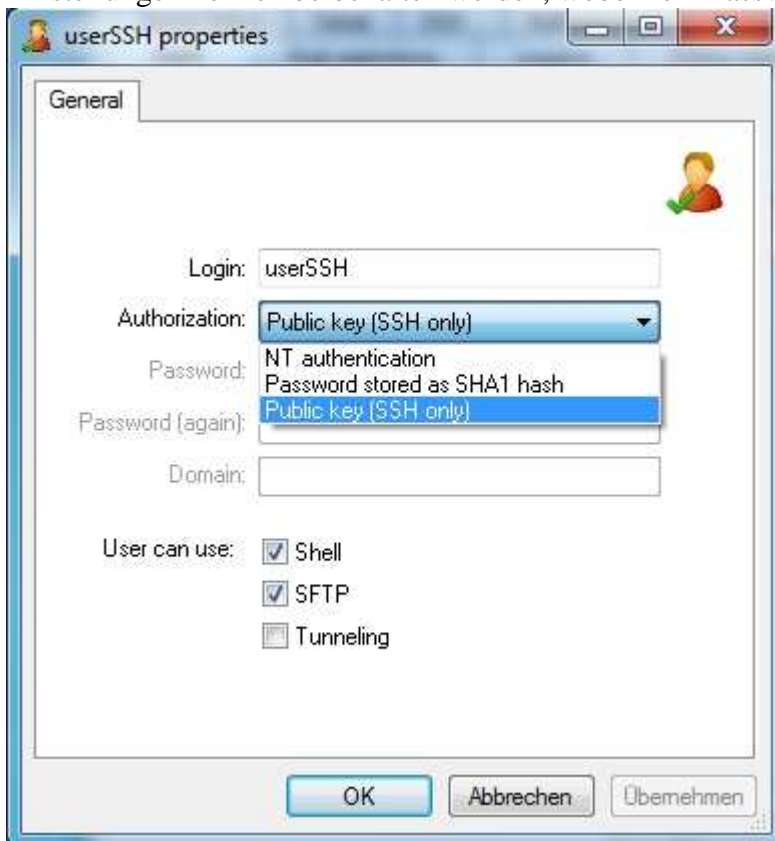 userSSH properties
General
Login: userSSH
Authorization: Public key (SSH only)
NT authentication
Password: Password stored as SHA1 hash
Public key (SSH only)
Password (again):
Domain:
User can use: Shell
SFTP
Tunneling
OK Abbrechen Übernehmen